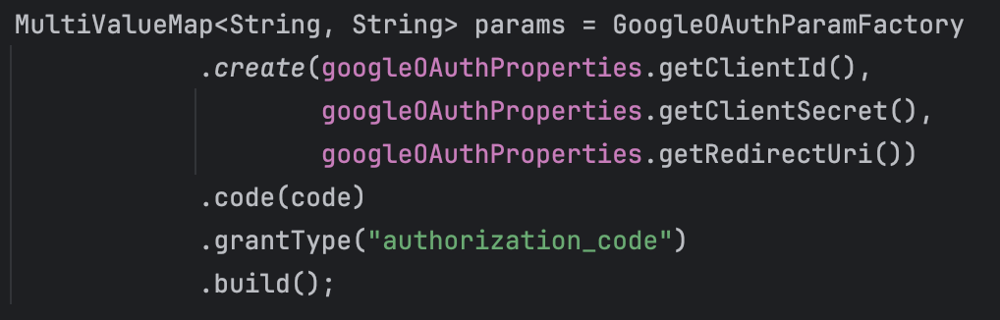 MultiValueMap<String, String> params = GoogleOAuthParamFactory
.create(googleOAuthProperties.getClientId(),
googleOAuthProperties.getClientSecret(),
googleOAuthProperties.getRedirectUri())
.code(code)
.grantType("authorization_code")
.build();